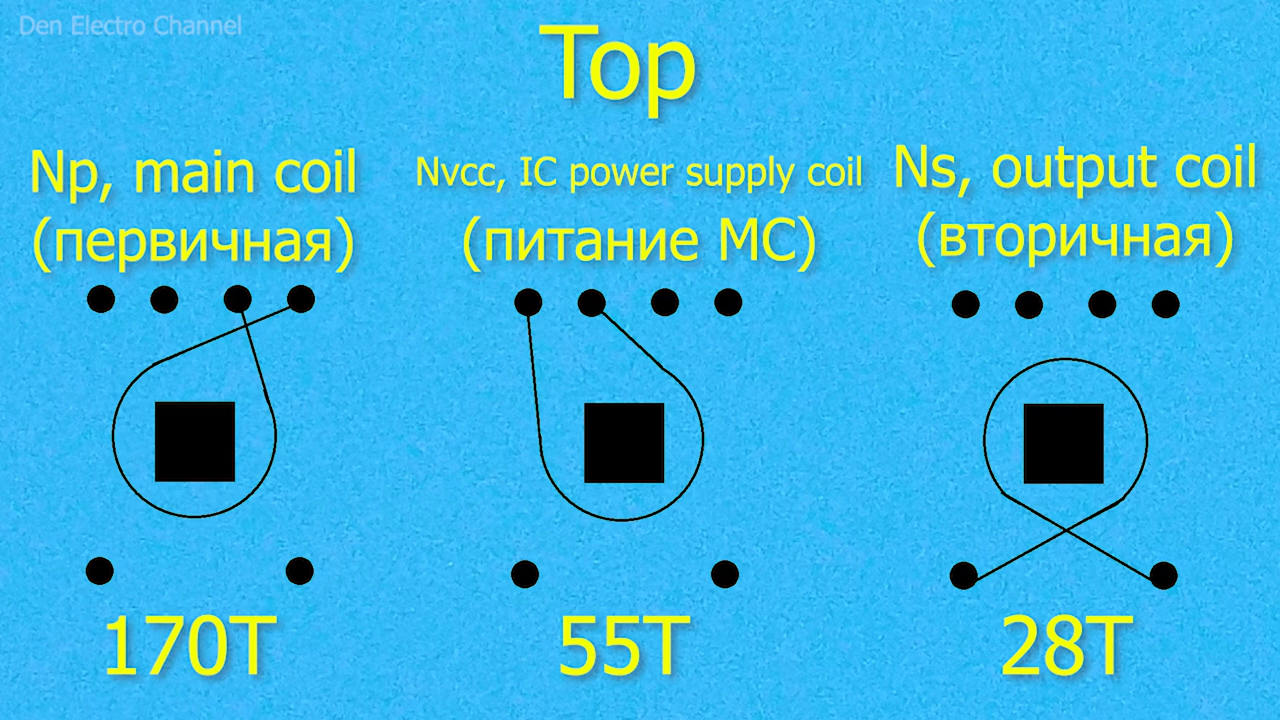 Den Electro Channel
Top
Np, main coil
(первичная)
Nvcc, IC power supply coil
(питание МС)
Ns, output coil
(вторичная)
170T
55T
28T